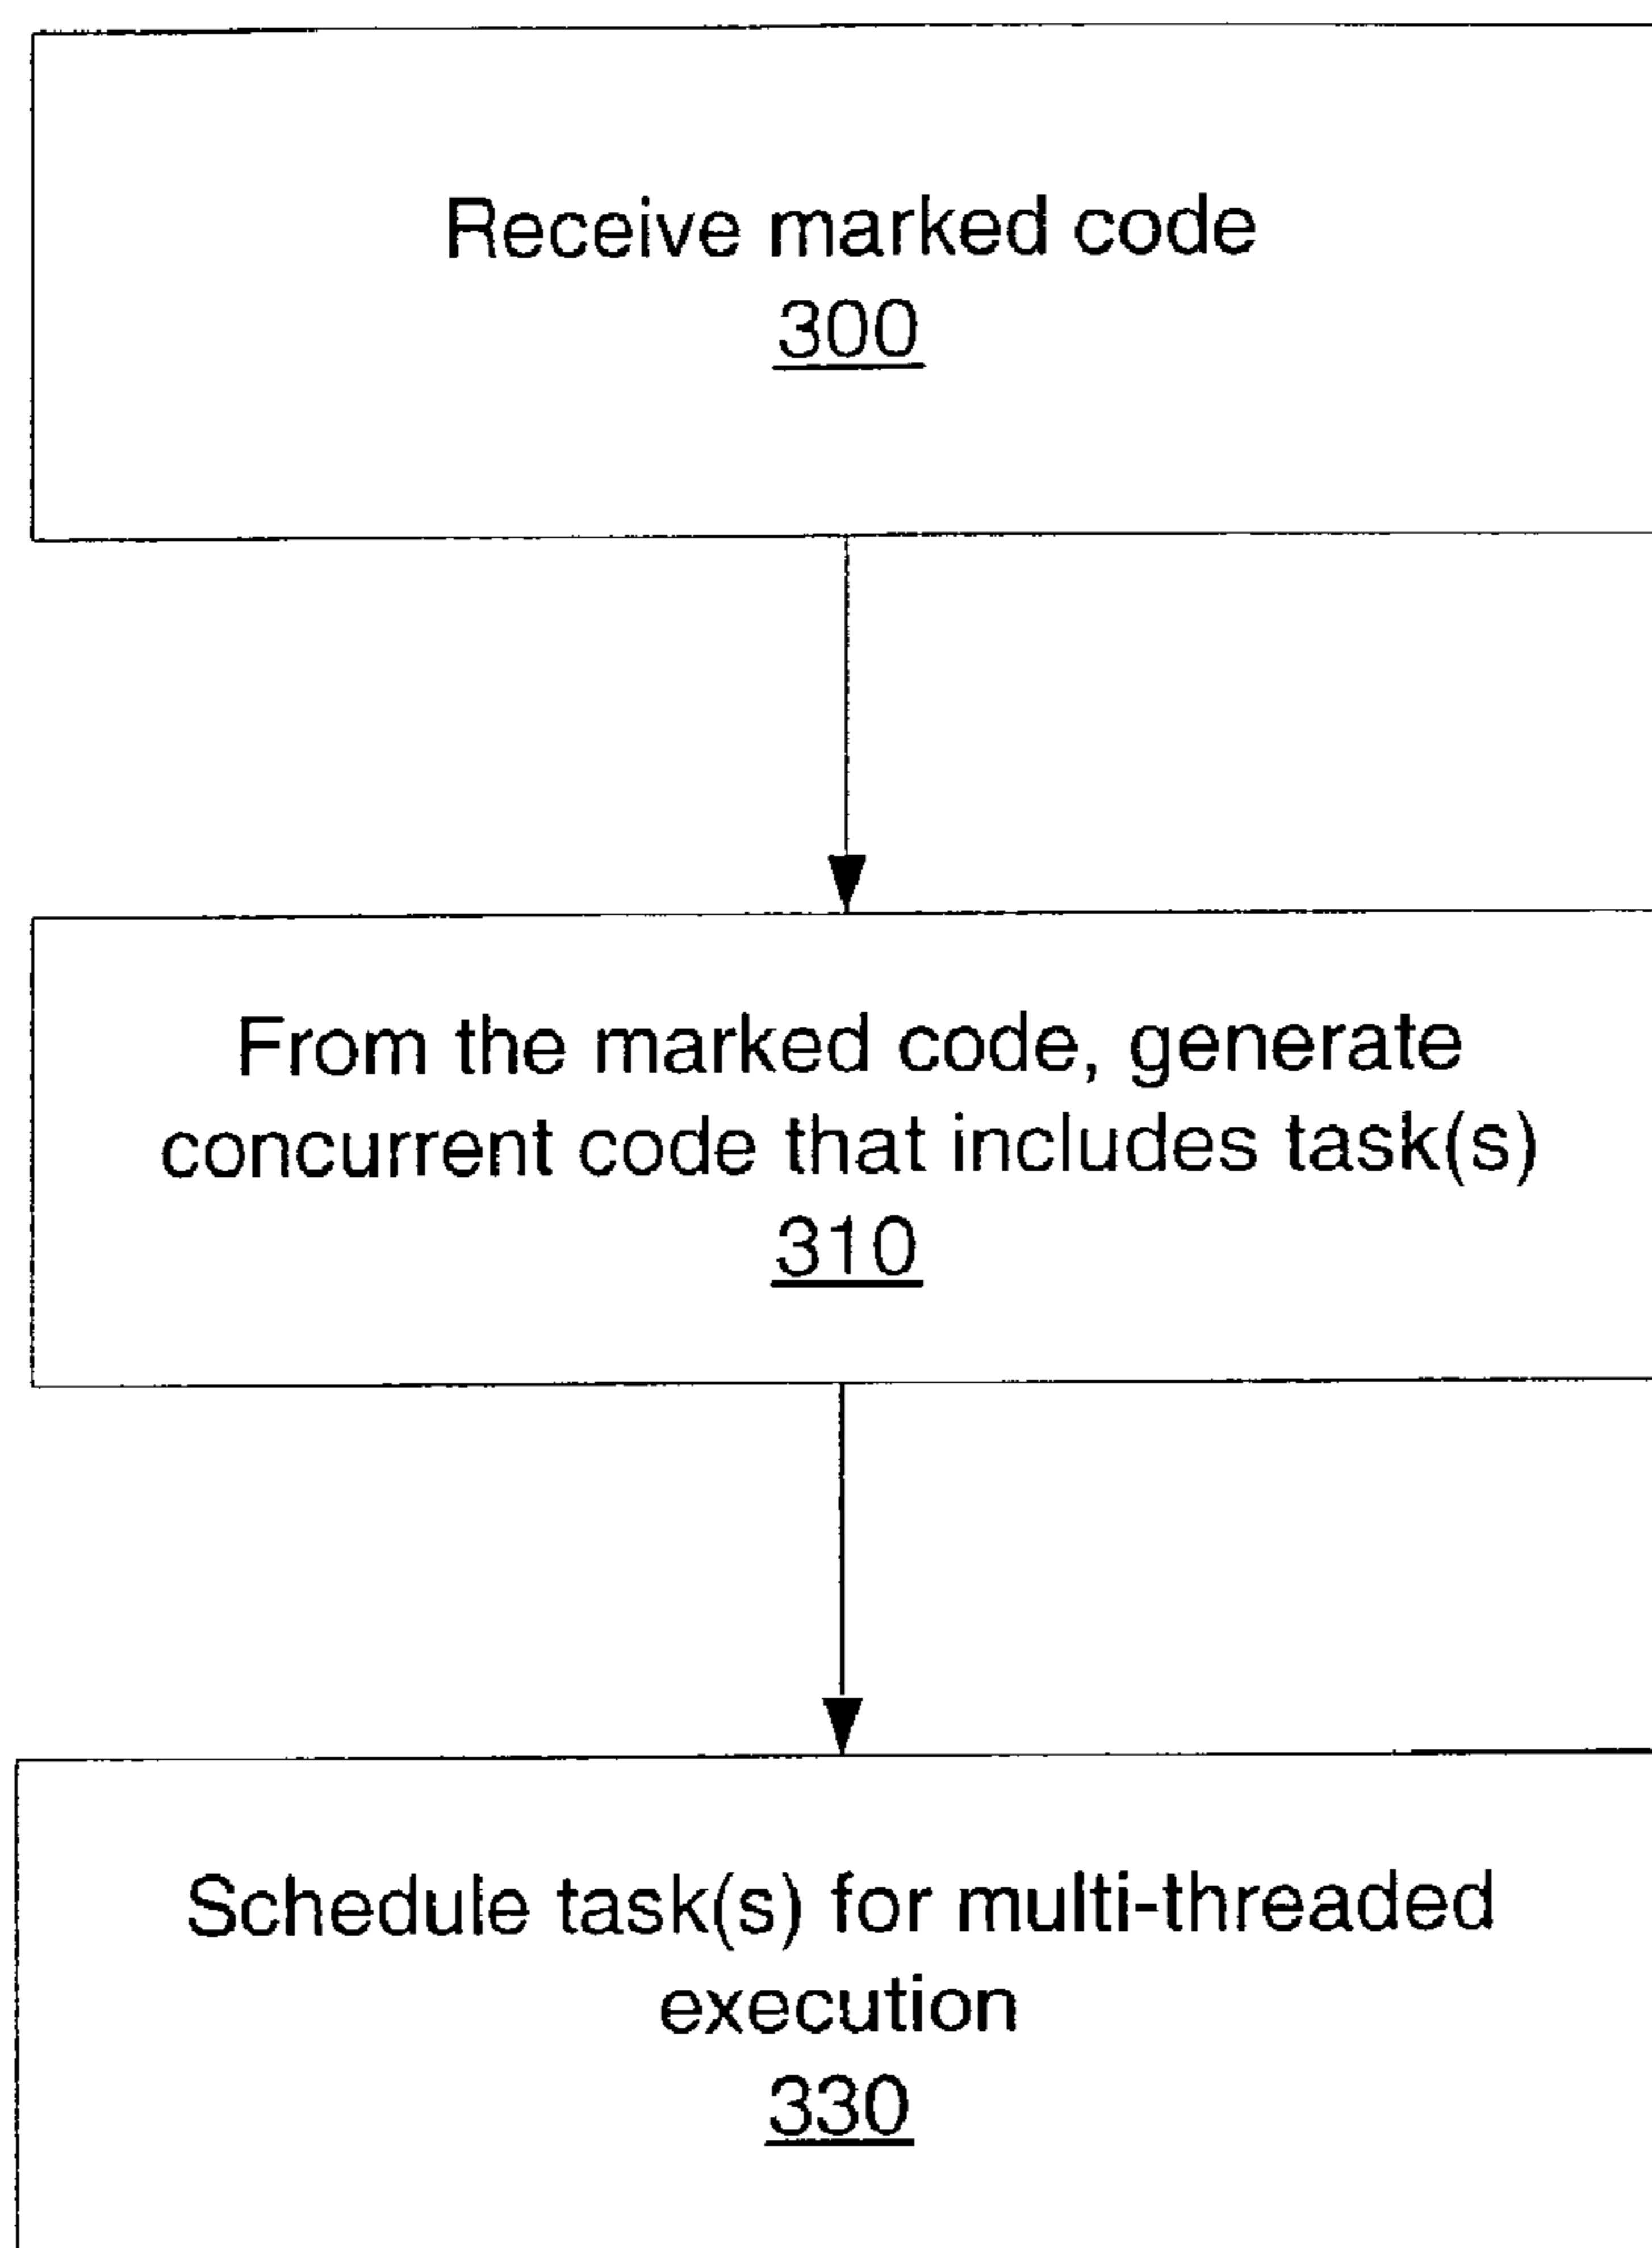 Receive marked code
300
From the marked code, generate
concurrent code that includes task(s)
310
Schedule task(s) for multi-threaded
execution
330